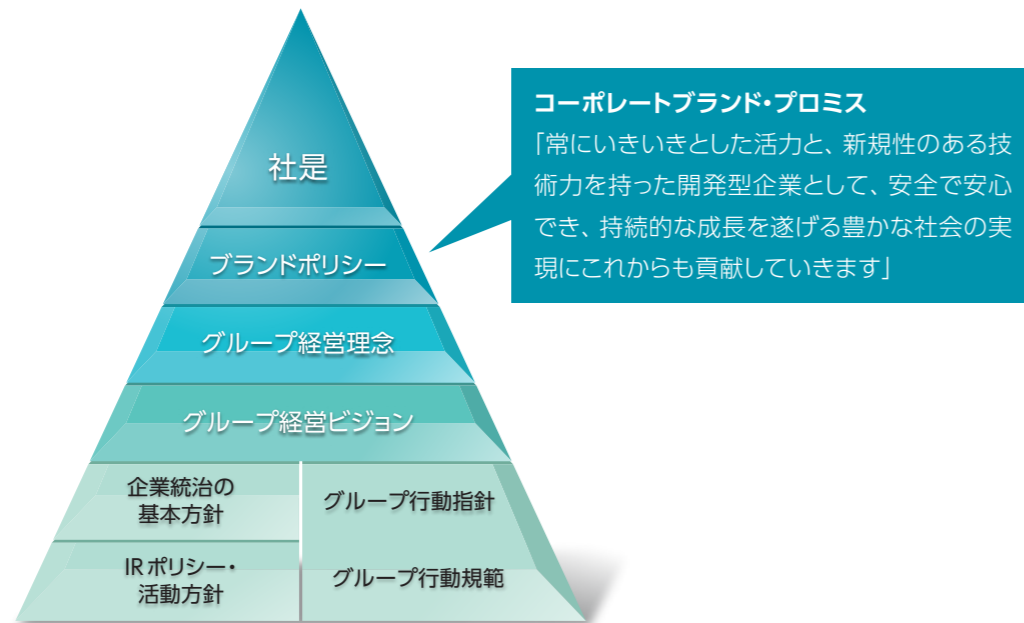 社是
ブランドポリシー
グループ経営理念
グループ経営ビジョン
企業統治の
基本方針
グループ行動指針
IRポリシー・
活動方針
グループ行動規範
コーポレートブランド・プロミス
「常にいきいきとした活力と、新規性のある技
術力を持った開発型企業として、安全で安心
でき、持続的な成長を遂げる豊かな社会の実
現にこれからも貢献していきます」